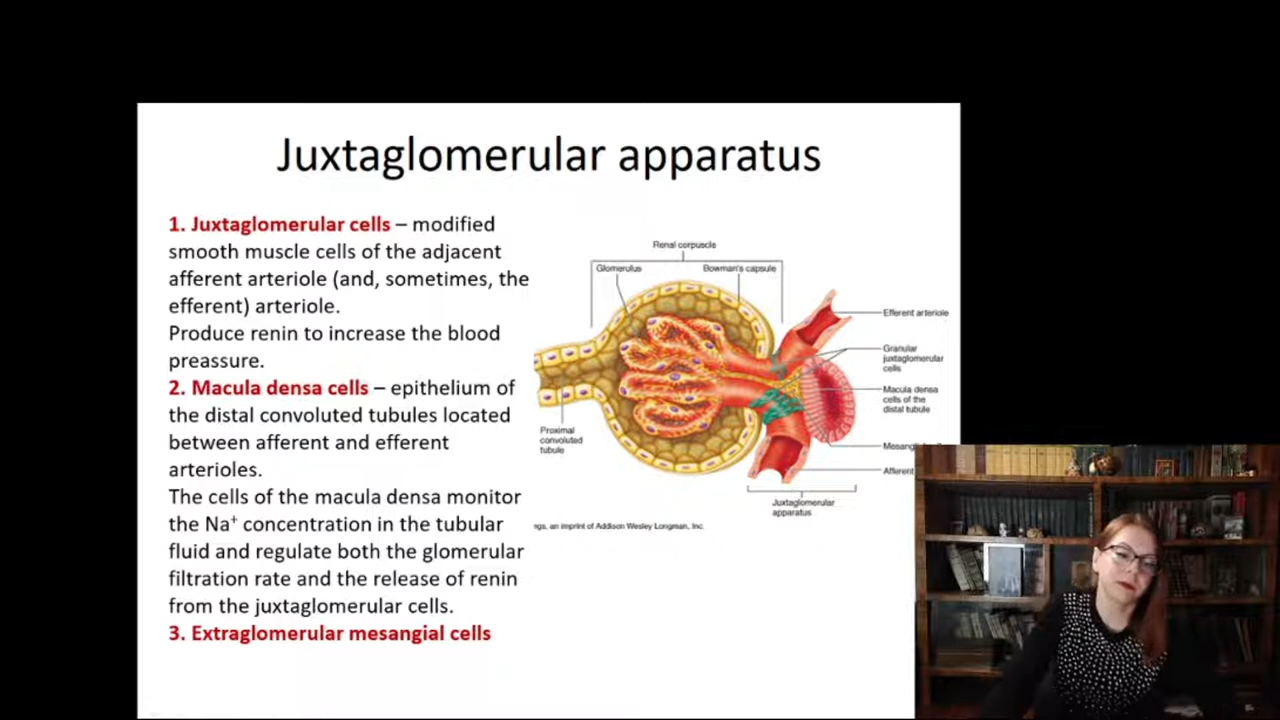 Juxtaglomerular apparatus
1. Juxtaglomerular cells – modified
smooth muscle cells of the adjacent
afferent arteriole (and, sometimes, the
efferent) arteriole.
Produce renin to increase the blood
preassure.
2. Macula densa cells – epithelium of
the distal convoluted tubules located
between afferent and efferent
arterioles.
The cells of the macula densa monitor
the Na⁺ concentration in the tubular
fluid and regulate both the glomerular
filtration rate and the release of renin
from the juxtaglomerular cells.
3. Extraglomerular mesangial cells
Renal corpuscle
Glomerulus
Bowman's capsule
Efferent arteriole
Granular
juxtaglomerular
cells
Macula densa
cells of the
distal tubule
Afferent
Proximal
convoluted
tubule
Juxtaglomerular
apparatus
an imprint of Addison Wesley Longman, Inc.